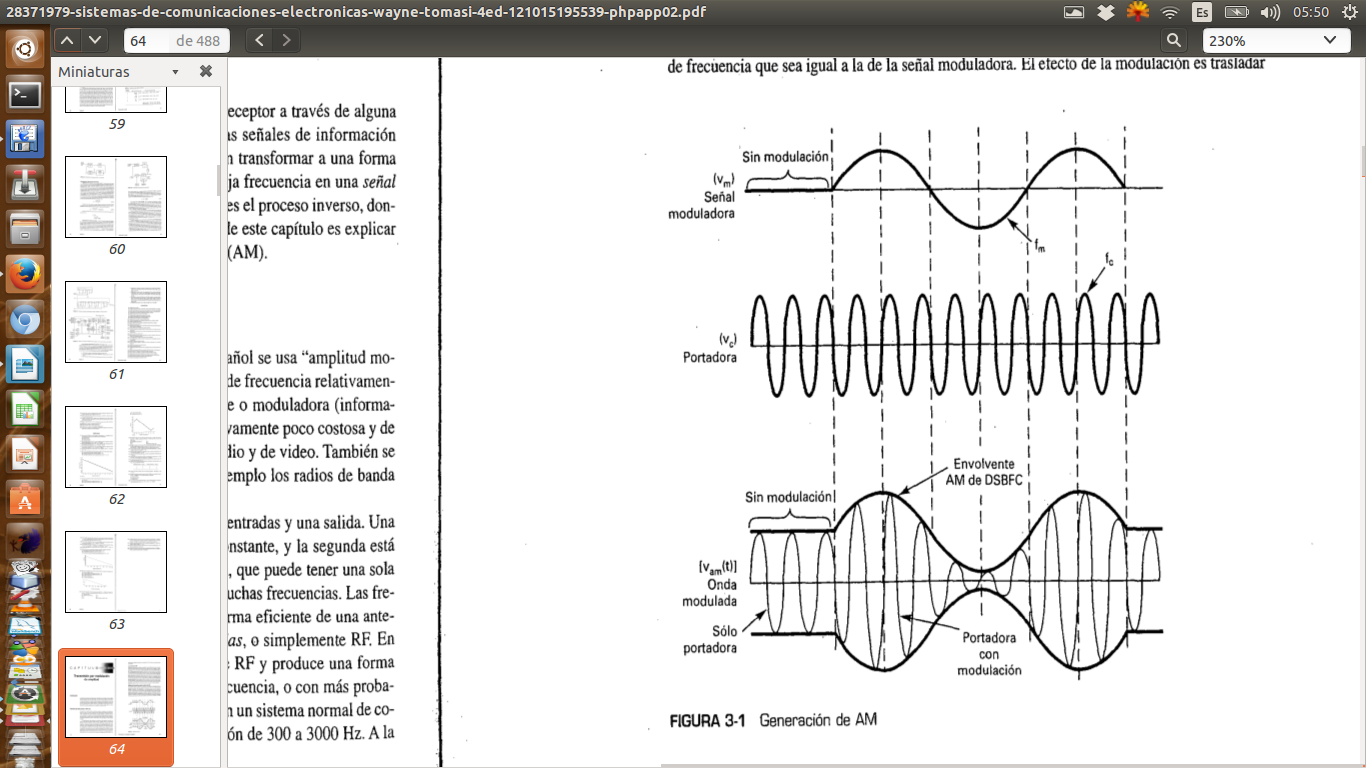 28371979-sistemas-de-comunicaciones-electronicas-wayne-tomasi-4ed-121015195539-phpapp02.pdf
Es
05:50
64
de 488
230%
Miniaturas
59
60
61
62
63
64
eceptor a través de alguna
as señales de información
n transformar a una forma
ja frecuencia en una señal
es el proceso inverso, don-
le este capítulo es explicar
(AM).
añol se usa “amplitud mo-
de frecuencia relativamen-
e o moduladora (informa-
vamente poco costosa y de
dio y de video. También se
emplo los radios de banda
entradas y una salida. Una
onstante, y la segunda está
, que puede tener una sola
uchas frecuencias. Las fre-
rma eficiente de una ante-
as, o simplemente RF. En
RF y produce una forma
cuencia, o con más proba-
n un sistema normal de co-
ón de 300 a 3000 Hz. A la
de frecuencia que sea igual a la de la señal moduladora. El efecto de la modulación es trasladar
Sin modulación
(vm)
Señal
moduladora
fm
fc
(vc)
Portadora
Envolvente
AM de DSBFC
Sin modulación
[vam(t)]
Onda
modulada
Sólo
portadora
Portadora
con
modulación
FIGURA 3-1 Generación de AM